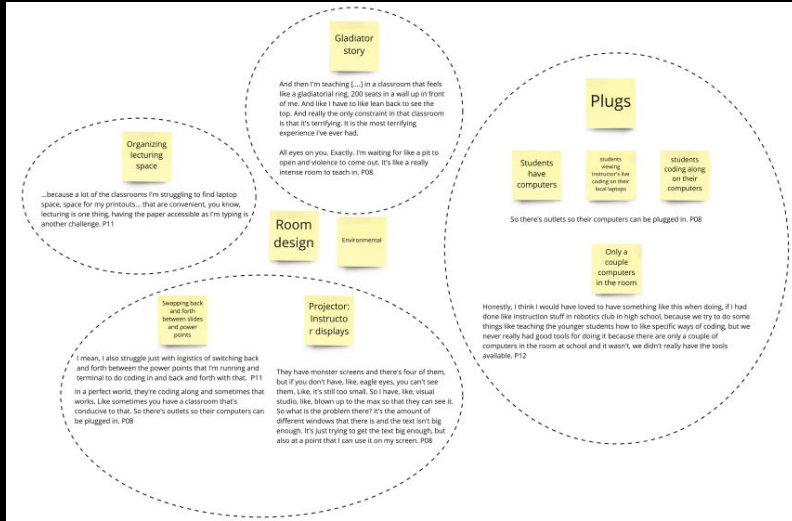 Gladiator
story
And then I'm teaching [....] in a classroom that feels
like a gladiatorial ring. 200 seats in a wall up in front
of me. And like I have to like lean back to see the
top. And really the only constraint in that classroom
is that it's terrifying. It is the most terrifying
experience I've ever had.
All eyes on you. Exactly. I'm waiting for like a pit to
open and violence to come out. It's like a really
intense room to teach in. P08
Organizing
lecturing
space
...because a lot of the classrooms I'm struggling to find laptop
space, space for my printouts... that are convenient, you know,
lecturing is one thing, having the paper accessible as I'm typing is
another challenge. P11
Room
design
Environmental
Plugs
Students
have
computers
students
viewing
instructor's live
coding on their
local laptops
students
coding along
on their
computers
So there's outlets so their computers can be plugged in. P08
Only a
couple
computers
in the room
Honestly, I think I would have loved to have something like this when doing, if I had
done like instruction stuff in robotics club in high school, because we try to do some
things like teaching the younger students how to like specific ways of coding, but we
never really had good tools for doing it because there are only a couple of
computers in the room at school and it wasn't, we didn't really have the tools
available. P12
Swapping back
and forth
between slides
and power
points
I mean, I also struggle just with logistics of switching back
and forth between the power points that I'm running and
terminal to do coding in and back and forth with that. P11
In a perfect world, they're coding along and sometimes that
works. Like sometimes you have a classroom that's
conducive to that. So there's outlets so their computers can
be plugged in. P08
Projector:
Instructo
r displays
They have monster screens and there's four of them,
but if you don't have, like, eagle eyes, you can't see
them. Like, it's still too small. So I have, like, visual
studio, like, blown up to the max so that they can see it.
So what is the problem there? it's the amount of
different windows that there is and the text isn't big
enough. It's just trying to get the text big enough, but
also at a point that I can use it on my screen. P08